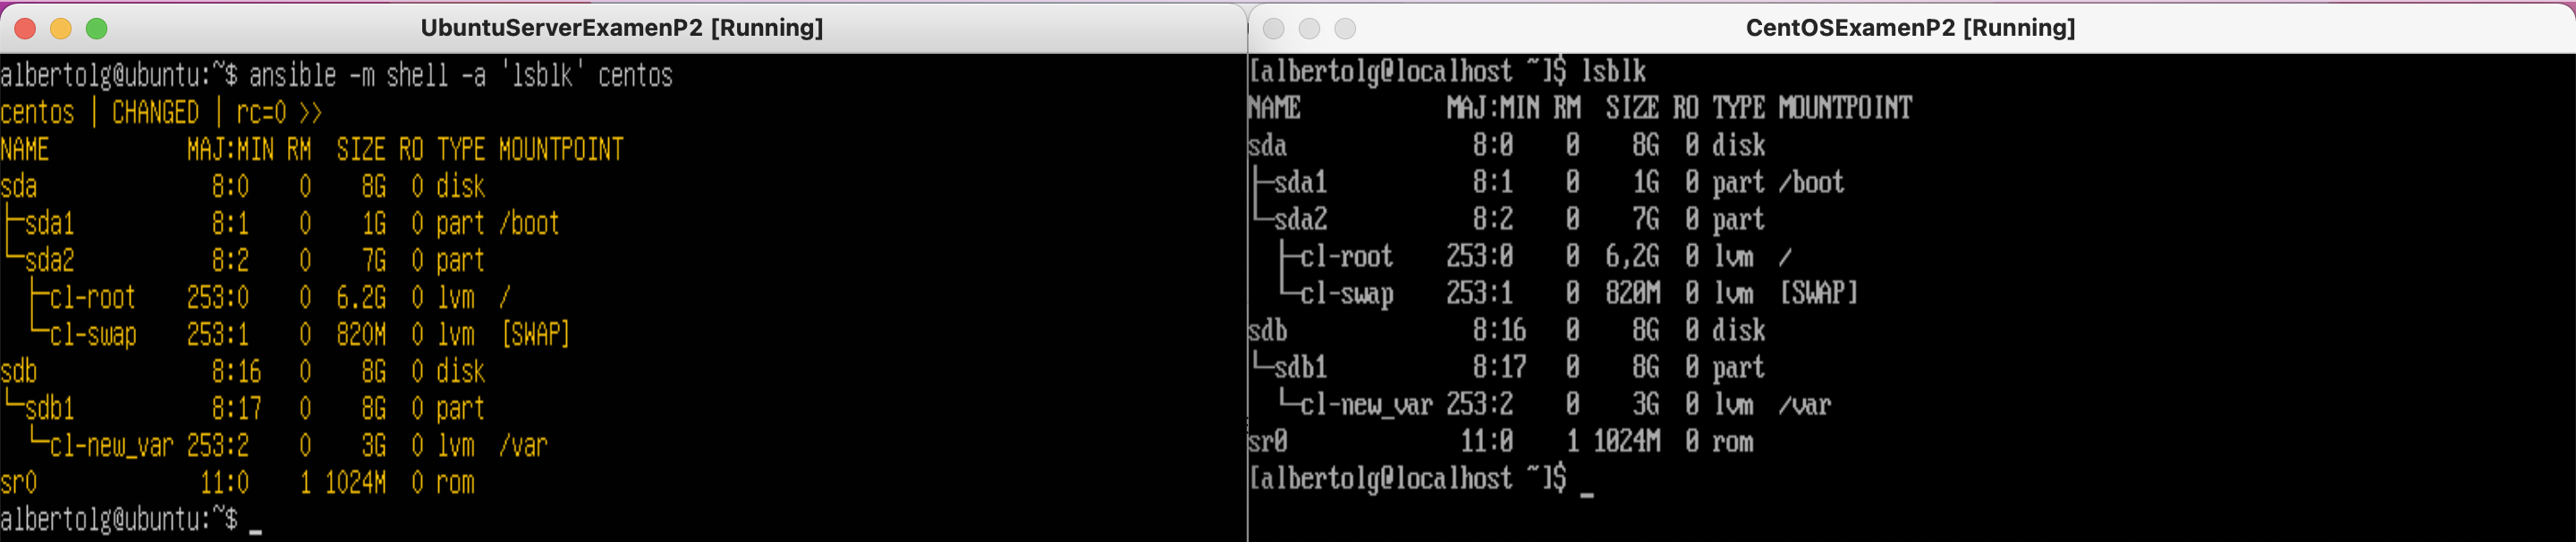 UbuntuServerExamenP2 [Running]
albertolg@ubuntu:~$ ansible -m shell -a 'lsblk' centos
centos | CHANGED | rc=0 >>
NAME            MAJ:MIN RM  SIZE RO TYPE MOUNTPOINT
sda               8:0    0    8G  0 disk
├─sda1            8:1    0    1G  0 part /boot
└─sda2            8:2    0    7G  0 part
  ├─cl-root     253:0    0  6.2G  0 lvm  /
  └─cl-swap     253:1    0  820M  0 lvm  [SWAP]
sdb               8:16   0    8G  0 disk
└─sdb1            8:17   0    8G  0 part
  └─cl-new_var 253:2    0    3G  0 lvm  /var
sr0              11:0    1 1024M  0 rom
albertolg@ubuntu:~$ _
CentOSExamenP2 [Running]
[albertolg@localhost ~]$ lsblk
NAME           MAJ:MIN RM  SIZE RO TYPE MOUNTPOINT
sda              8:0    0    8G  0 disk
├─sda1           8:1    0    1G  0 part /boot
└─sda2           8:2    0    7G  0 part
  ├─cl-root    253:0    0  6,2G  0 lvm  /
  └─cl-swap    253:1    0  820M  0 lvm  [SWAP]
sdb              8:16   0    8G  0 disk
└─sdb1           8:17   0    8G  0 part
  └─cl-new_var 253:2    0    3G  0 lvm  /var
sr0             11:0    1 1024M  0 rom
[albertolg@localhost ~]$ _